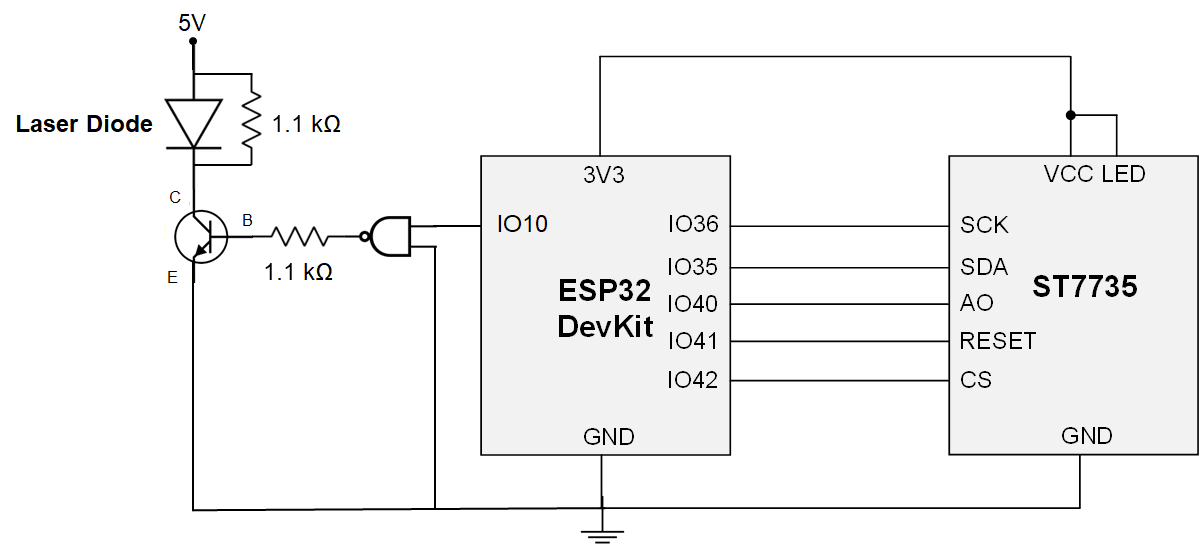 5V
Laser Diode
1.1 kΩ
C
B
E
1.1 kΩ
3V3
IO10
IO36
IO35
IO40
IO41
IO42
ESP32
DevKit
GND
VCC LED
SCK
SDA
AO
RESET
CS
ST7735
GND